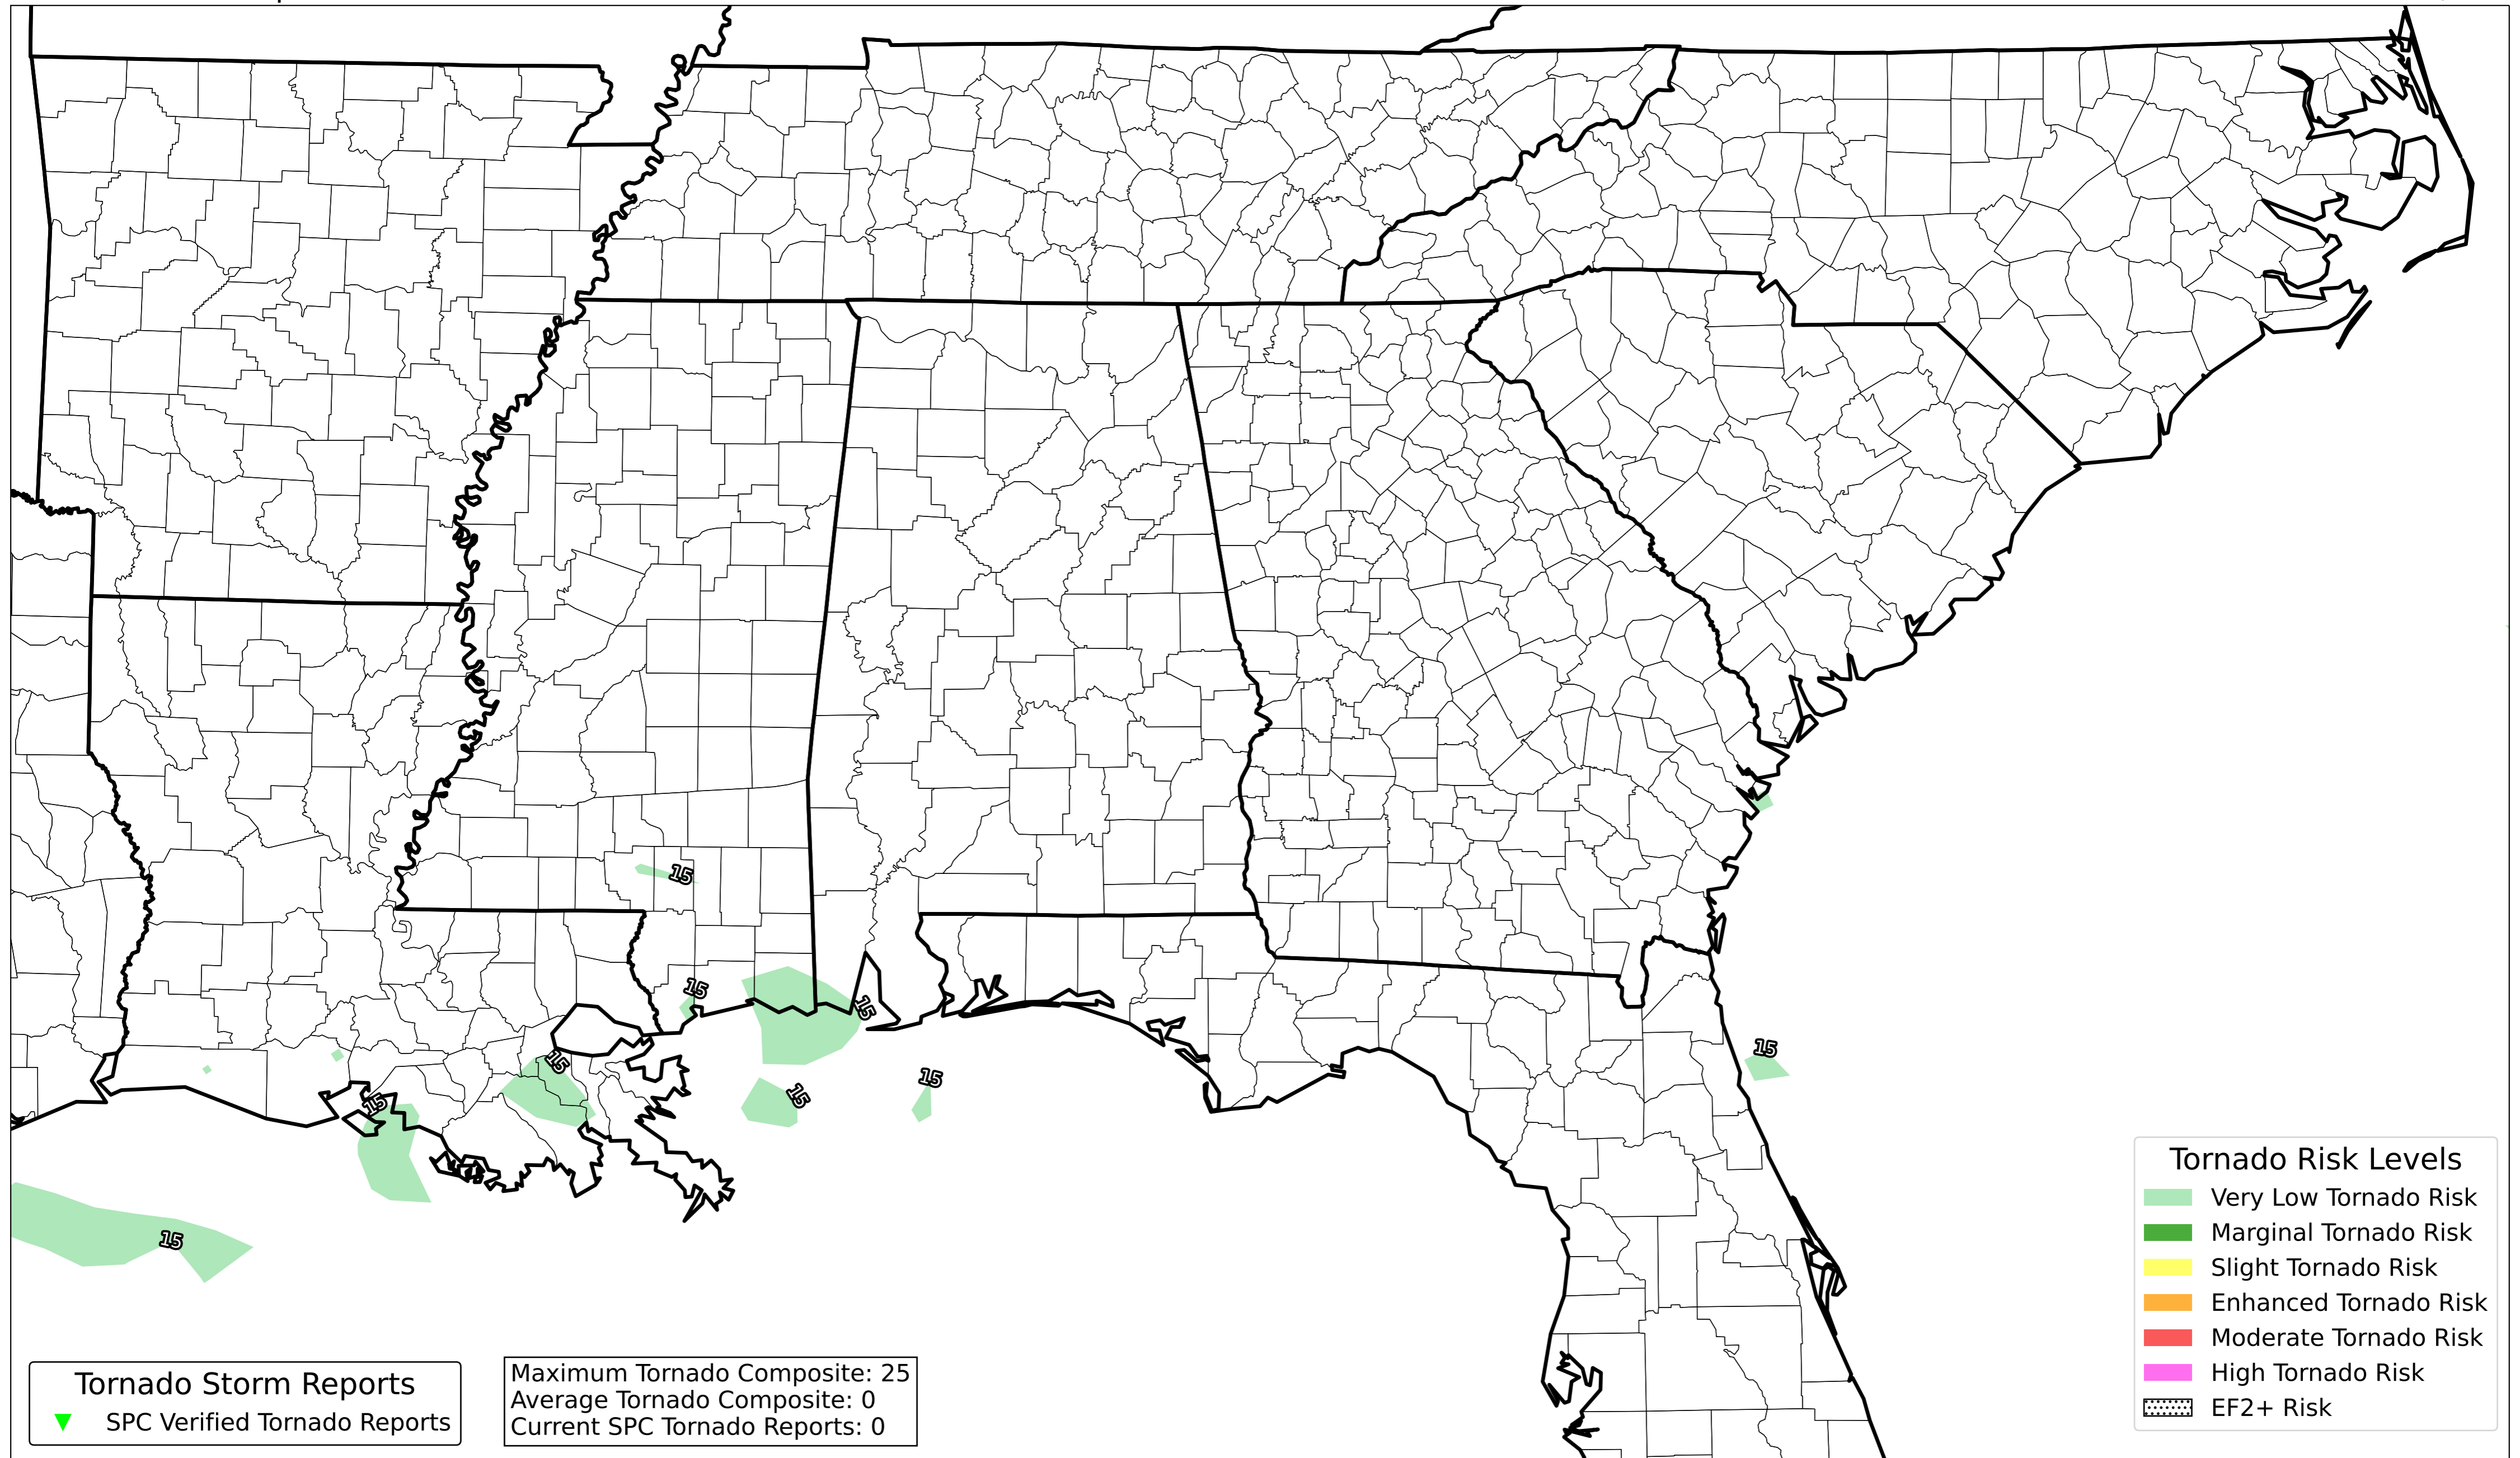 15
15
15
15
15
15
15
15
15
Tornado Risk Levels
Very Low Tornado Risk
Marginal Tornado Risk
Slight Tornado Risk
Enhanced Tornado Risk
Moderate Tornado Risk
High Tornado Risk
EF2+ Risk
Tornado Storm Reports
SPC Verified Tornado Reports
Maximum Tornado Composite: 25
Average Tornado Composite: 0
Current SPC Tornado Reports: 0